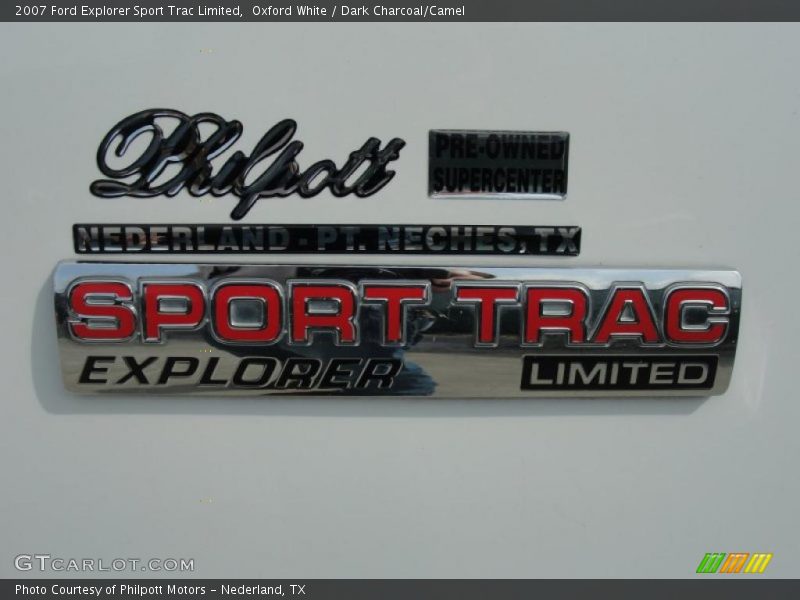 2007 Ford Explorer Sport Trac Limited,  Oxford White / Dark Charcoal/Camel
Philpott
PRE-OWNED
SUPERCENTER
NEDERLAND - PT. NECHES, TX
SPORT TRAC
EXPLORER
LIMITED
GTCARLOT.COM
Photo Courtesy of Philpott Motors - Nederland, TX